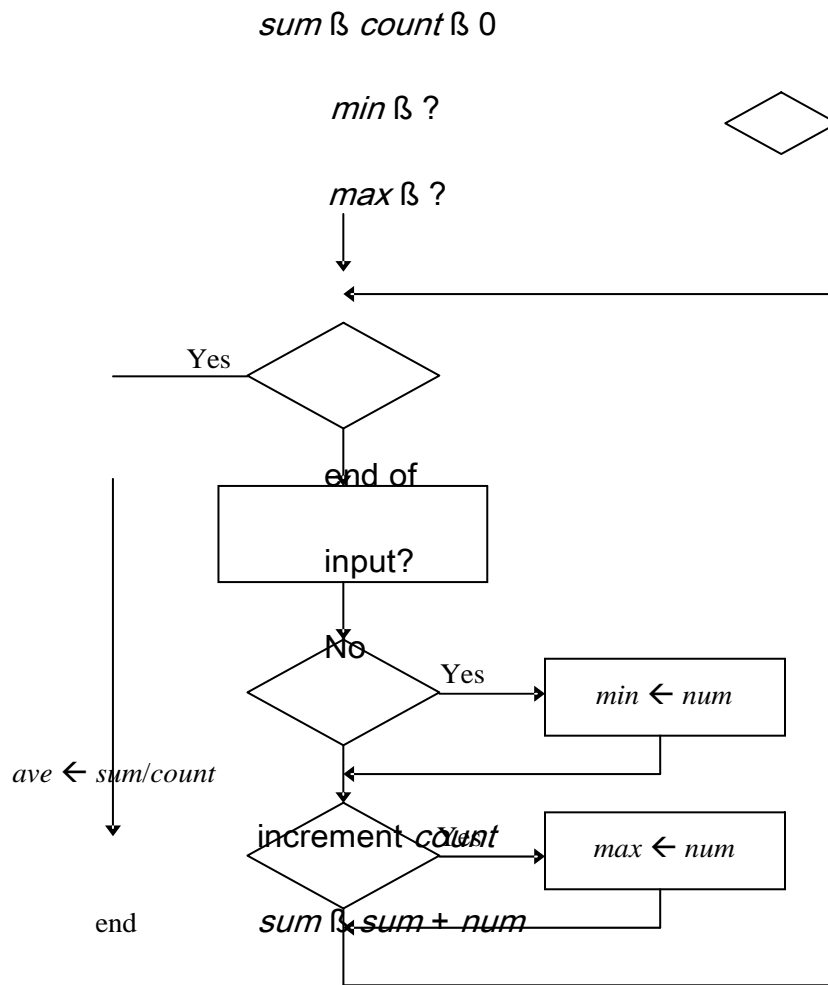 sum ß count ß 0
min ß ?
max ß ?
Yes
end of
input?
No
Yes
min ← num
ave ← sum/count
increment count
Yes
max ← num
end
sum ß sum + num